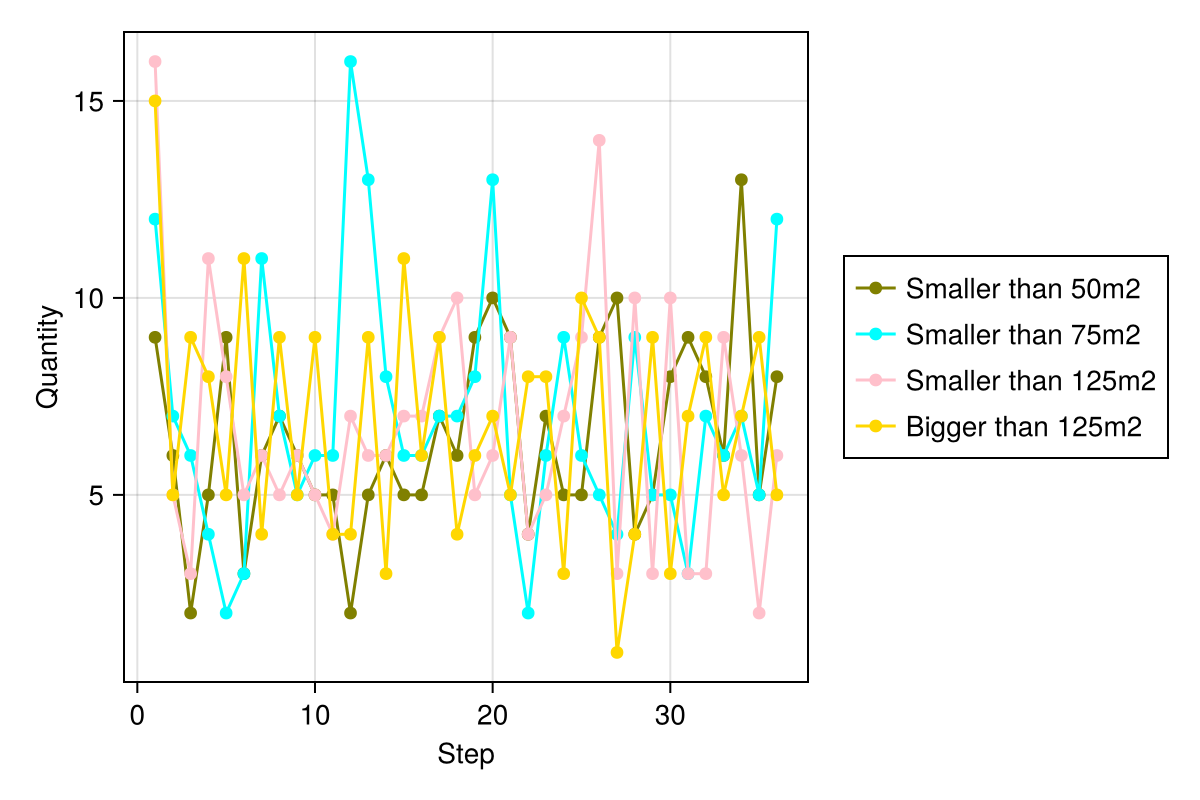 15
10
5
Quantity
0 10 20 30
Step
Smaller than 50m2
Smaller than 75m2
Smaller than 125m2
Bigger than 125m2